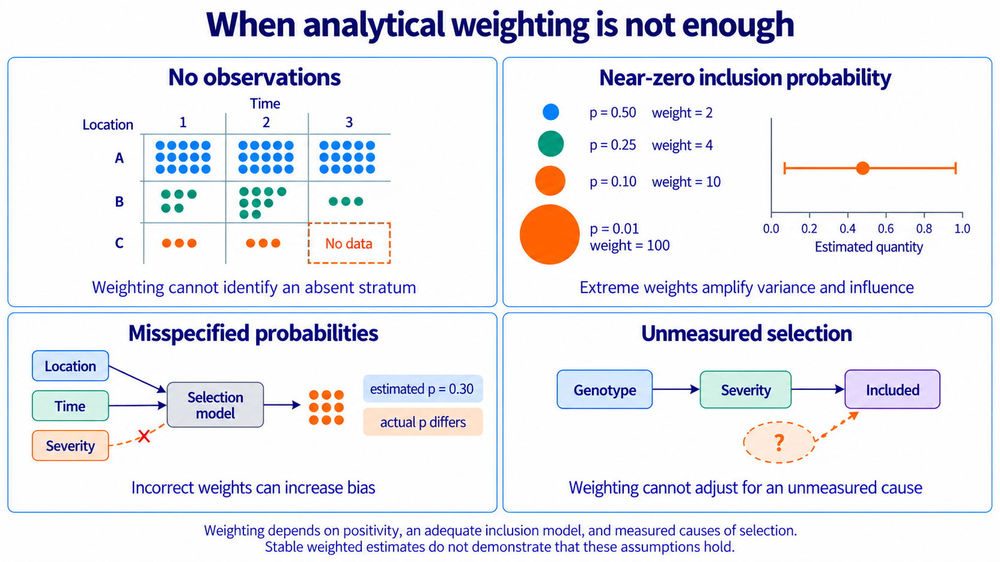 When analytical weighting is not enough
No observations
Time
Location 1 2 3
A
B
C No data
Weighting cannot identify an absent stratum
Near-zero inclusion probability
p = 0.50 weight = 2
p = 0.25 weight = 4
p = 0.10 weight = 10
p = 0.01
weight = 100
0.0 0.2 0.4 0.6 0.8 1.0
Estimated quantity
Extreme weights amplify variance and influence
Misspecified probabilities
Location
Time
Severity
Selection
model
estimated p = 0.30
actual p differs
Incorrect weights can increase bias
Unmeasured selection
Genotype Severity Included
?
Weighting cannot adjust for an unmeasured cause
Weighting depends on positivity, an adequate inclusion model, and measured causes of selection.
Stable weighted estimates do not demonstrate that these assumptions hold.